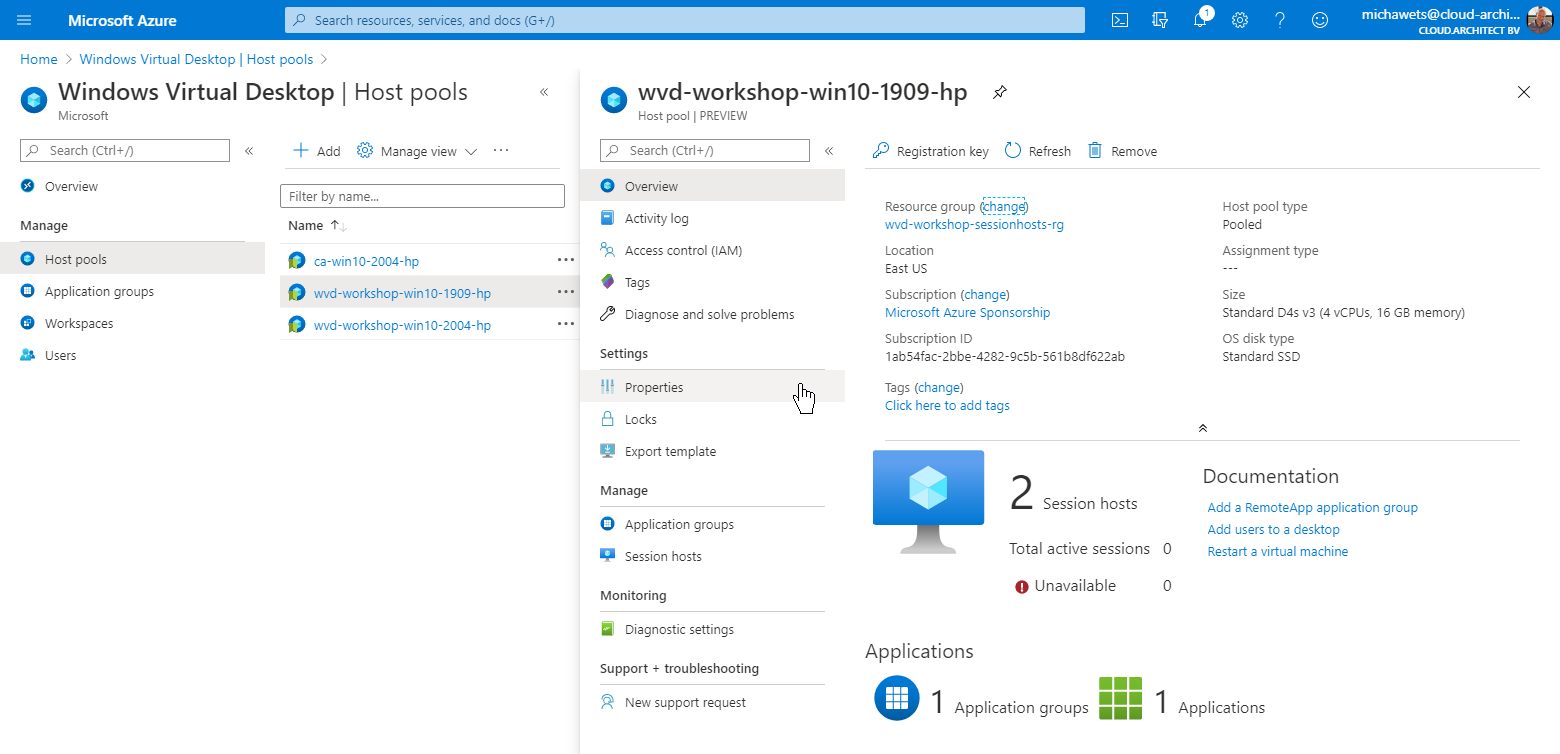 Microsoft Azure
Search resources, services, and docs (G+/)
1
michawets@cloud-archi...
CLOUD.ARCHITECT BV
Home > Windows Virtual Desktop | Host pools >
Windows Virtual Desktop | Host pools
Microsoft
Search (Ctrl+/)
Overview
Manage
Host pools
Application groups
Workspaces
Users
Add
Manage view
Filter by name...
Name
ca-win10-2004-hp
wvd-workshop-win10-1909-hp
wvd-workshop-win10-2004-hp
wvd-workshop-win10-1909-hp
Host pool | PREVIEW
Search (Ctrl+/)
Overview
Activity log
Access control (IAM)
Tags
Diagnose and solve problems
Settings
Properties
Locks
Export template
Manage
Application groups
Session hosts
Monitoring
Diagnostic settings
Support + troubleshooting
New support request
Registration key
Refresh
Remove
Resource group (change)
wvd-workshop-sessionhosts-rg
Location
East US
Subscription (change)
Microsoft Azure Sponsorship
Subscription ID
1ab54fac-2bbe-4282-9c5b-561b8df622ab
Tags (change)
Click here to add tags
Host pool type
Pooled
Assignment type
---
Size
Standard D4s v3 (4 vCPUs, 16 GB memory)
OS disk type
Standard SSD
2 Session hosts
Total active sessions 0
Unavailable 0
Documentation
Add a RemoteApp application group
Add users to a desktop
Restart a virtual machine
Applications
1 Application groups
1 Applications